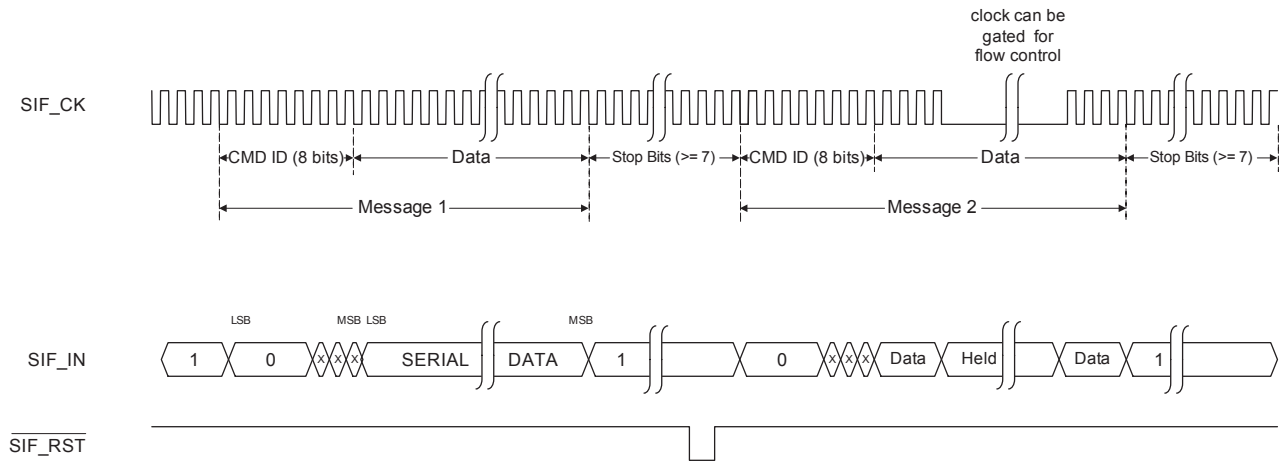 clock can be
gated for
flow control
SIF_CK
CMD ID (8 bits) Data Stop Bits (>= 7) CMD ID (8 bits) Data Stop Bits (>= 7)
Message 1 Message 2
LSB MSB LSB MSB
SIF_IN 1 0 x x x SERIAL DATA 1 0 x x x Data Held Data 1
SIF_RST